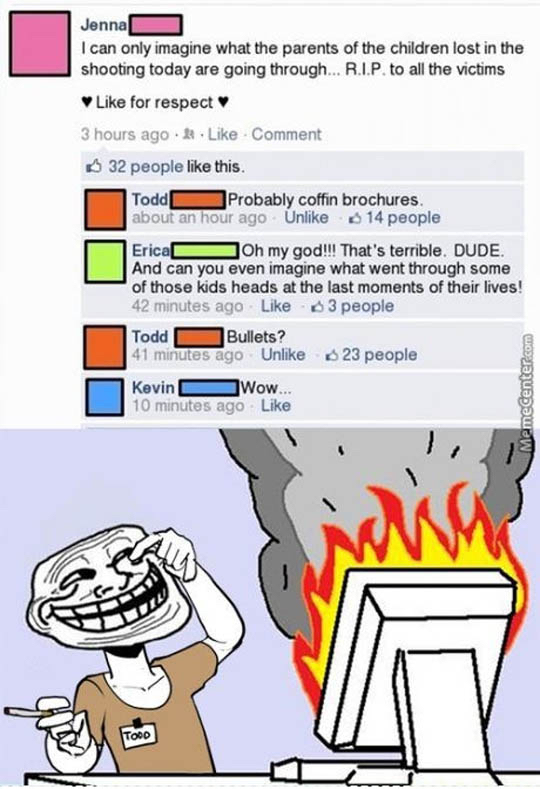 Jenna
I can only imagine what the parents of the children lost in the
shooting today are going through... R.I.P. to all the victims
♥ Like for respect ♥
3 hours ago · Like · Comment
32 people like this.
Todd Probably coffin brochures.
about an hour ago · Unlike · 14 people
Erica Oh my god!!! That's terrible. DUDE.
And can you even imagine what went through some
of those kids heads at the last moments of their lives!
42 minutes ago · Like · 3 people
Todd Bullets?
41 minutes ago · Unlike · 23 people
Kevin Wow...
10 minutes ago · Like
MemeCenter.com
TODD